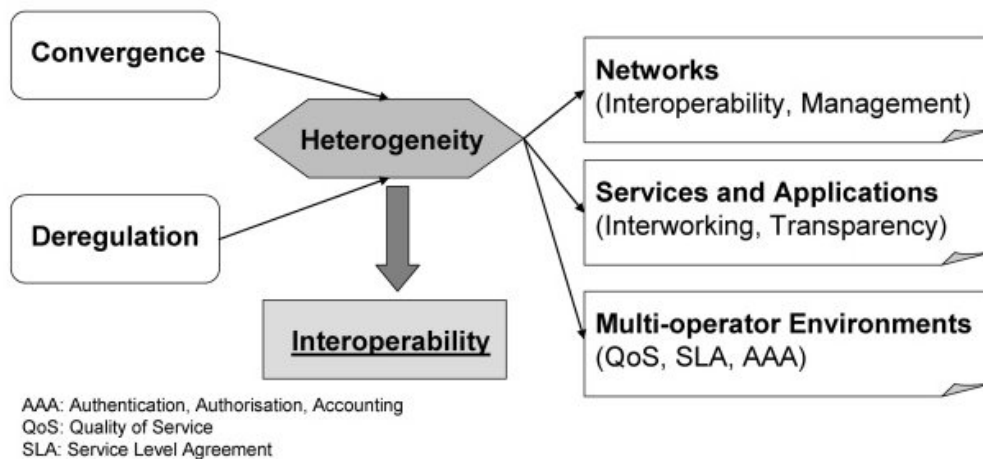 Convergence
Deregulation
Heterogeneity
Interoperability
Networks
(Interoperability, Management)
Services and Applications
(Interworking, Transparency)
Multi-operator Environments
(QoS, SLA, AAA)
AAA: Authentication, Authorisation, Accounting
QoS: Quality of Service
SLA: Service Level Agreement